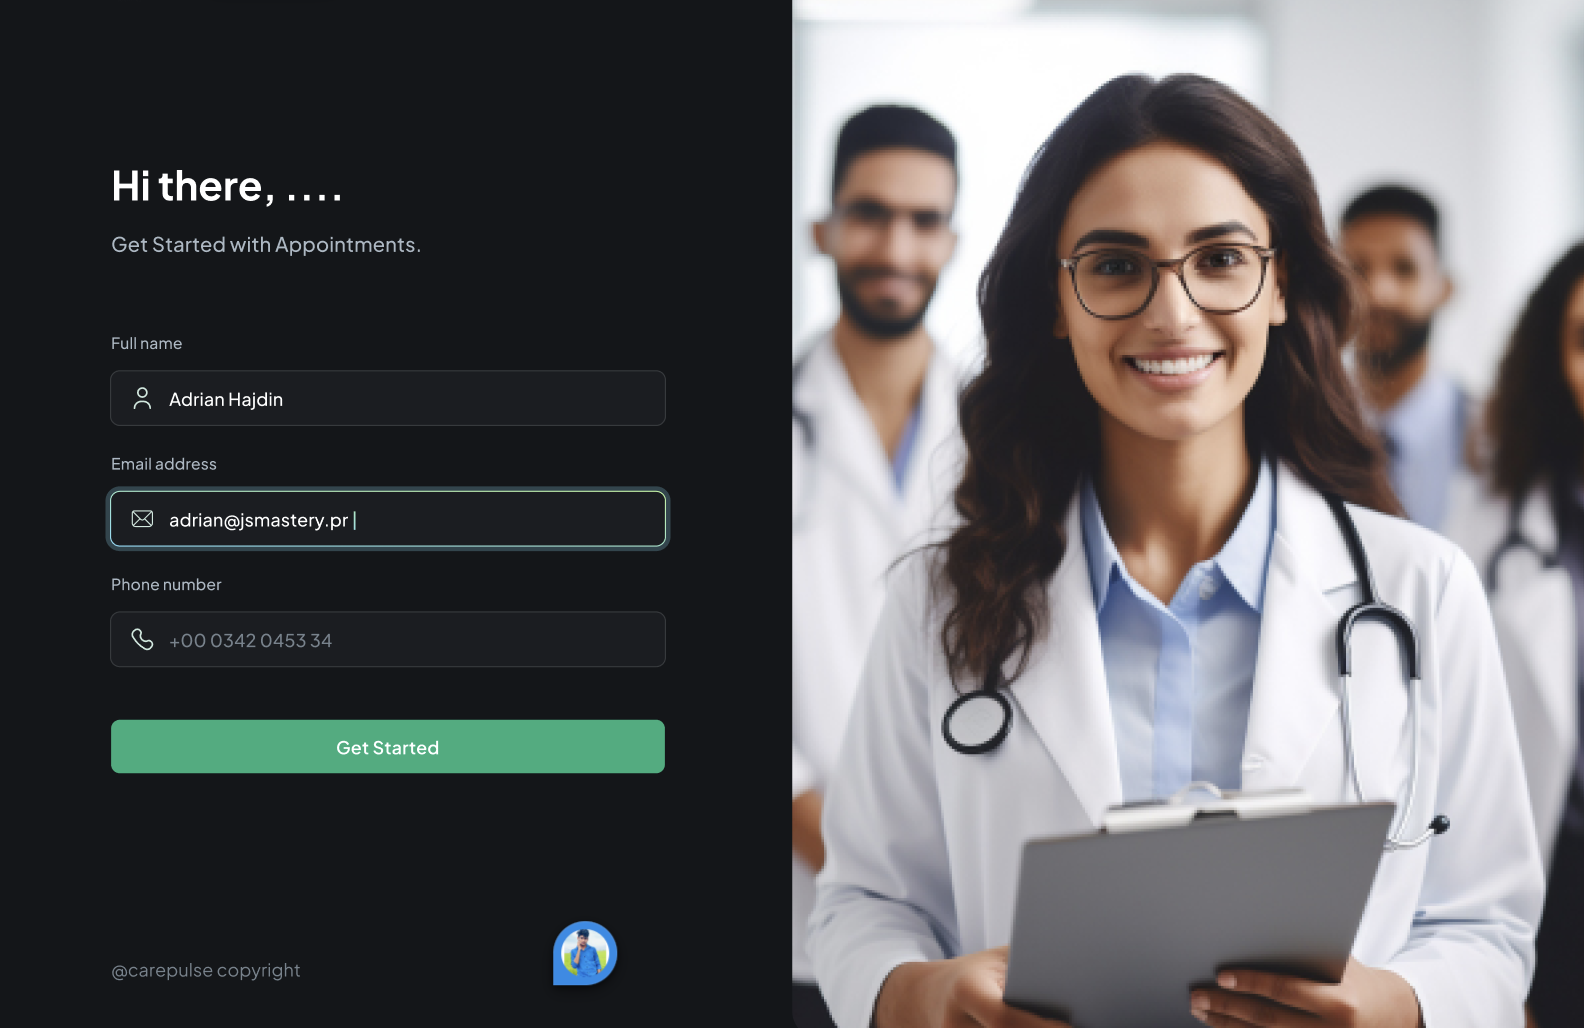 Hi there, ....
Get Started with Appointments.
Full name
Adrian Hajdin
Email address
adrian@jsmastery.pr
Phone number
+00 0342 0453 34
Get Started
@carepulse copyright